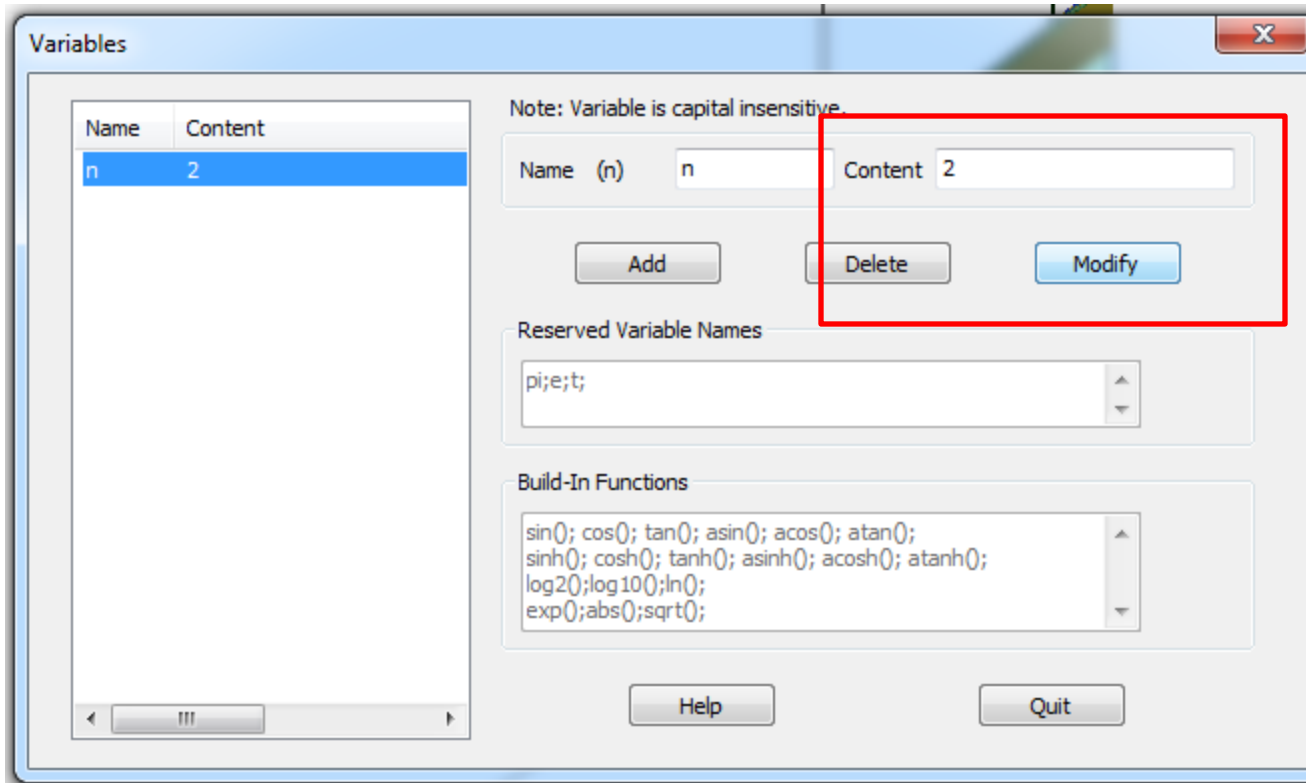 Variables
X
Name Content
n 2
Note: Variable is capital insensitive.
Name (n) n Content 2
Add Delete Modify
Reserved Variable Names
pi;e;t;
Build-In Functions
sin(); cos(); tan(); asin(); acos(); atan();
sinh(); cosh(); tanh(); asinh(); acosh(); atanh();
log2();log10();ln();
exp();abs();sqrt();
Help Quit